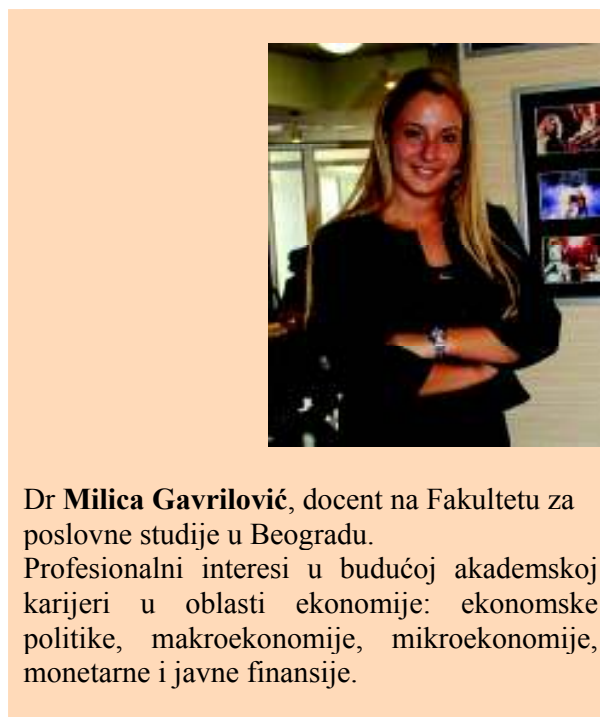 Dr Milica Gavrilović, docent na Fakultetu za
poslovne studije u Beogradu.
Profesionalni interesi u budućoj akademskoj
karijeri u oblasti ekonomije: ekonomske
politike, makroekonomije, mikroekonomije,
monetarne i javne finansije.